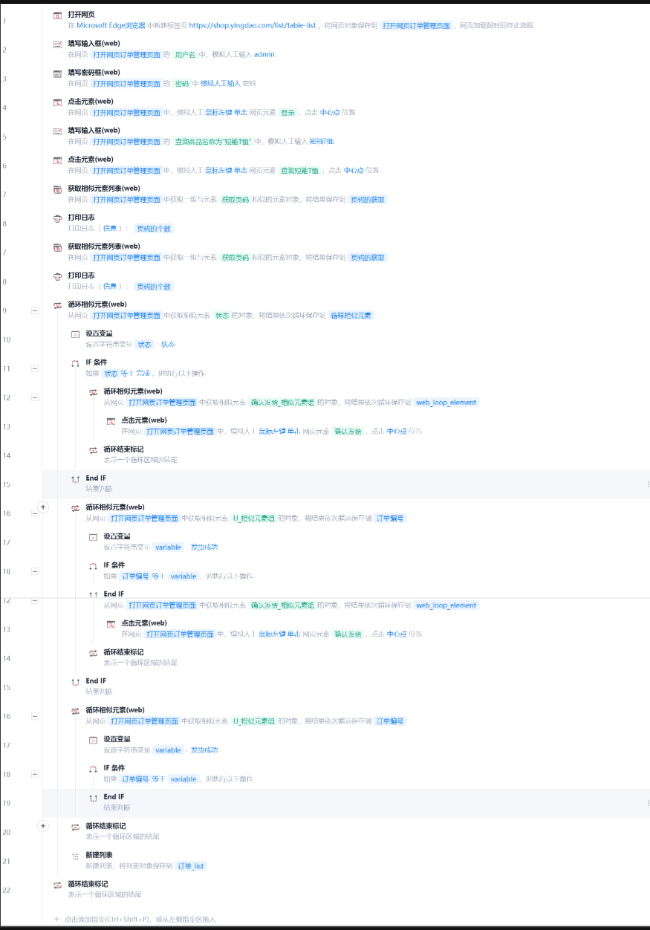 1
打开网页
在 Microsoft Edge浏览器 中新建标签页 https://shop.yingdao.com/list/table-list ，将网页对象保存到 打开网页订单管理页面 ，网页加载超时后终止流程
2
填写输入框(web)
在网页 打开网页订单管理页面 的 用户名 中，模拟人工输入 admin
3
填写密码框(web)
在网页 打开网页订单管理页面 的 密码 中 模拟人工输入 密码
4
点击元素(web)
在网页 打开网页订单管理页面 中，模拟人工 鼠标左键 单击 网页元素 登录 ，点击 中心点 位置
5
填写输入框(web)
在网页 打开网页订单管理页面 的 查询商品名称为"短袖T恤" 中，模拟人工输入 短袖T恤
6
点击元素(web)
在网页 打开网页订单管理页面 中，模拟人工 鼠标左键 单击 网页元素 查询短袖T恤 ，点击 中心点 位置
7
获取相似元素列表(web)
在网页 打开网页订单管理页面 中获取一组与元素 获取页码 相似的元素对象，将结果保存到 页码的获取
8
打印日志
打印日志 ( 信息 ) ： 页码的个数
7
获取相似元素列表(web)
在网页 打开网页订单管理页面 中获取一组与元素 获取页码 相似的元素对象，将结果保存到 页码的获取
8
打印日志
打印日志 ( 信息 ) ： 页码的个数
9
循环相似元素(web)
从网页 打开网页订单管理页面 中获取相似元素 状态 的对象，将结果依次循环保存到 循环相似元素
10
设置变量
设置字符串变量 状态 = 状态
11
IF 条件
如果 状态 等于 完成 ，则执行以下操作
12
循环相似元素(web)
从网页 打开网页订单管理页面 中获取相似元素 确认发货_相似元素组 的对象，将结果依次循环保存到 web_loop_element
13
点击元素(web)
在网页 打开网页订单管理页面 中，模拟人工 鼠标左键 单击 网页元素 确认发货 ，点击 中心点 位置
14
循环结束标记
表示一个循环区域的结尾
15
End IF
结束判断
16
循环相似元素(web)
从网页 打开网页订单管理页面 中获取相似元素 U_相似元素组 的对象，将结果依次循环保存到 订单编号
17
设置变量
设置字符串变量 variable = 发货成功
18
IF 条件
如果 订单编号 等于 variable ，则执行以下操作
End IF
12
从网页 打开网页订单管理页面 中获取相似元素 确认发货_相似元素组 的对象，将结果依次循环保存到 web_loop_element
13
点击元素(web)
在网页 打开网页订单管理页面 中，模拟人工 鼠标左键 单击 网页元素 确认发货 ，点击 中心点 位置
14
循环结束标记
表示一个循环区域的结尾
15
End IF
结束判断
16
循环相似元素(web)
从网页 打开网页订单管理页面 中获取相似元素 U_相似元素组 的对象，将结果依次循环保存到 订单编号
17
设置变量
设置字符串变量 variable = 发货成功
18
IF 条件
如果 订单编号 等于 variable ，则执行以下操作
19
End IF
结束判断
20
循环结束标记
表示一个循环区域的结尾
21
新建列表
新建列表，将列表对象保存到 订单_list
22
循环结束标记
表示一个循环区域的结尾
+ 点击添加指令(Ctrl+Shift+P)，或从左侧指令区拖入